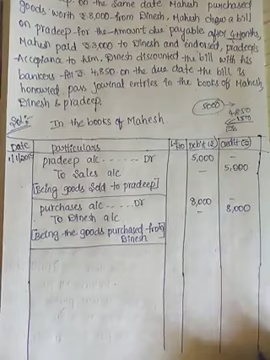 on the same date Mahesh purchased
goods worth ₹ 8,000 from Dinesh. Mahesh drew a bill
on pradeep for the amount due payable after 4 months,
Mahesh paid ₹ 3,000 to Dinesh and endorsed, pradeep's
Acceptance to him. Dinesh discounted the bill with his
bankers for ₹ 4,850 on the due date the bill is
honoured. pass journal entries in the books of Mahesh,
Dinesh & pradeep.
5000
4,850
150
In the books of Mahesh
Date particulars Debit (₹) credit (₹)
pradeep a/c ------ Dr 5,000 -
To Sales a/c - 5,000
[Being goods sold to pradeep]
purchases a/c ---- Dr 8,000 -
To Dinesh a/c - 8,000
[Being the goods purchased from
Dinesh]